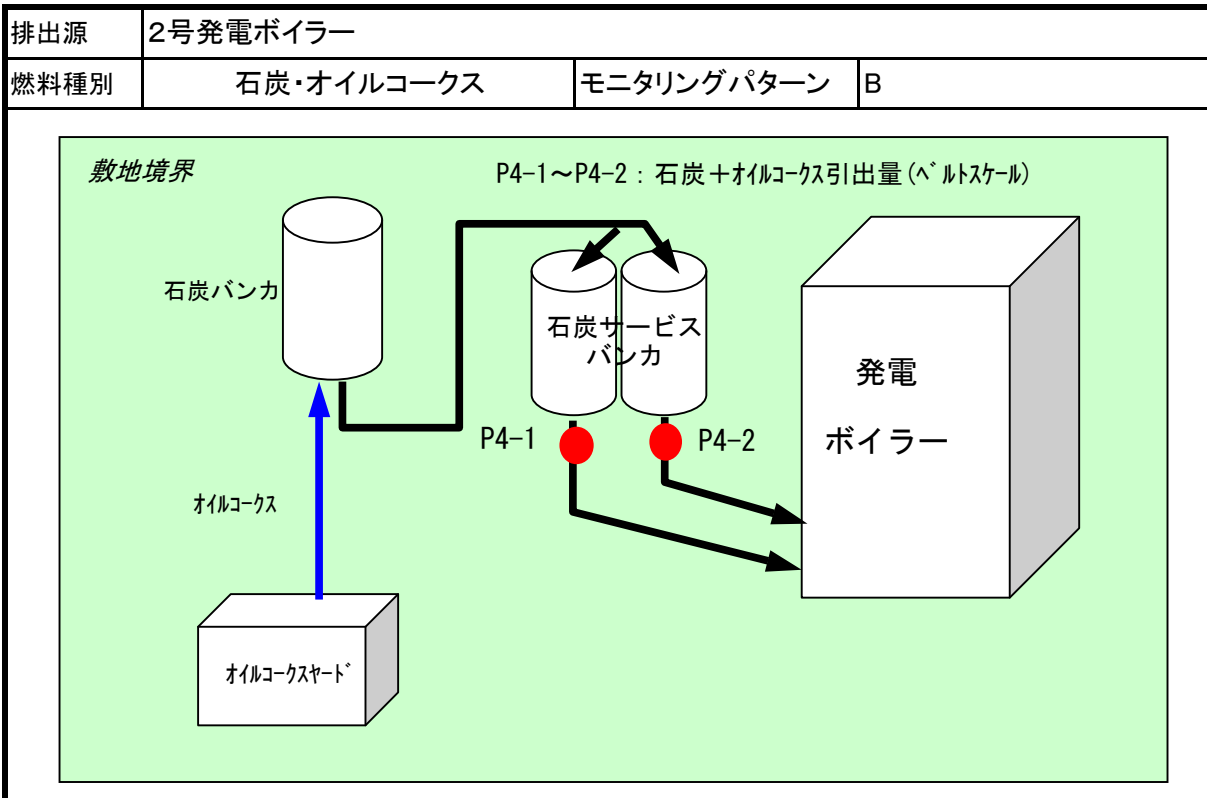 排出源 2号発電ボイラー
燃料種別 石炭・オイルコークス モニタリングパターン B
敷地境界
P4-1~P4-2:石炭+オイルコークス引出量(ベルトスケール)
石炭バンカ
石炭サービス
バンカ
発電
ボイラー
P4-1
P4-2
オイルコークス
オイルコークスヤード